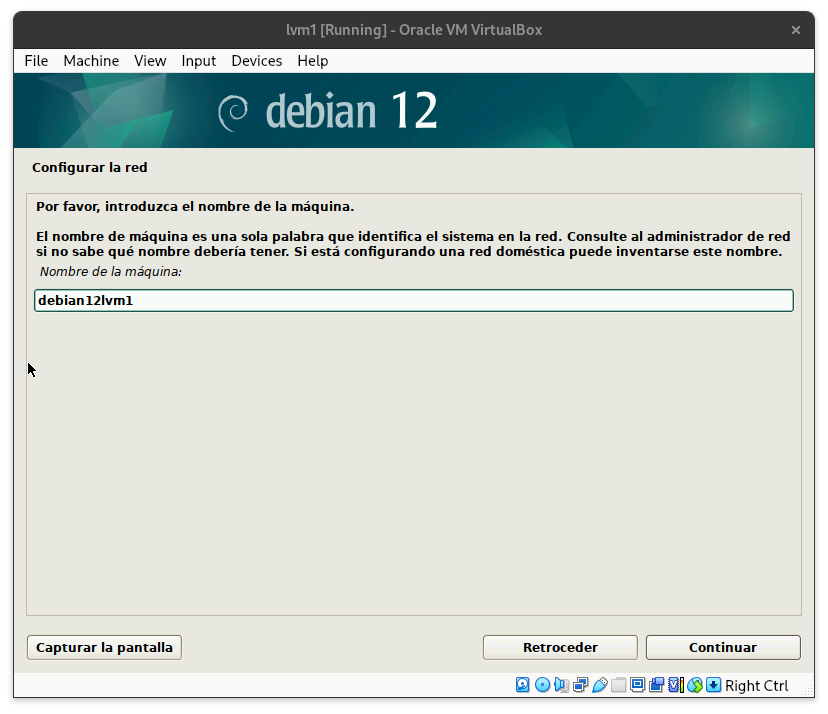 lvm1 [Running] - Oracle VM VirtualBox
File Machine View Input Devices Help
debian 12
Configurar la red
Por favor, introduzca el nombre de la máquina.
El nombre de máquina es una sola palabra que identifica el sistema en la red. Consulte al administrador de red
si no sabe qué nombre debería tener. Si está configurando una red doméstica puede inventarse este nombre.
Nombre de la máquina:
debian12lvm1
Capturar la pantalla Retroceder Continuar
Right Ctrl